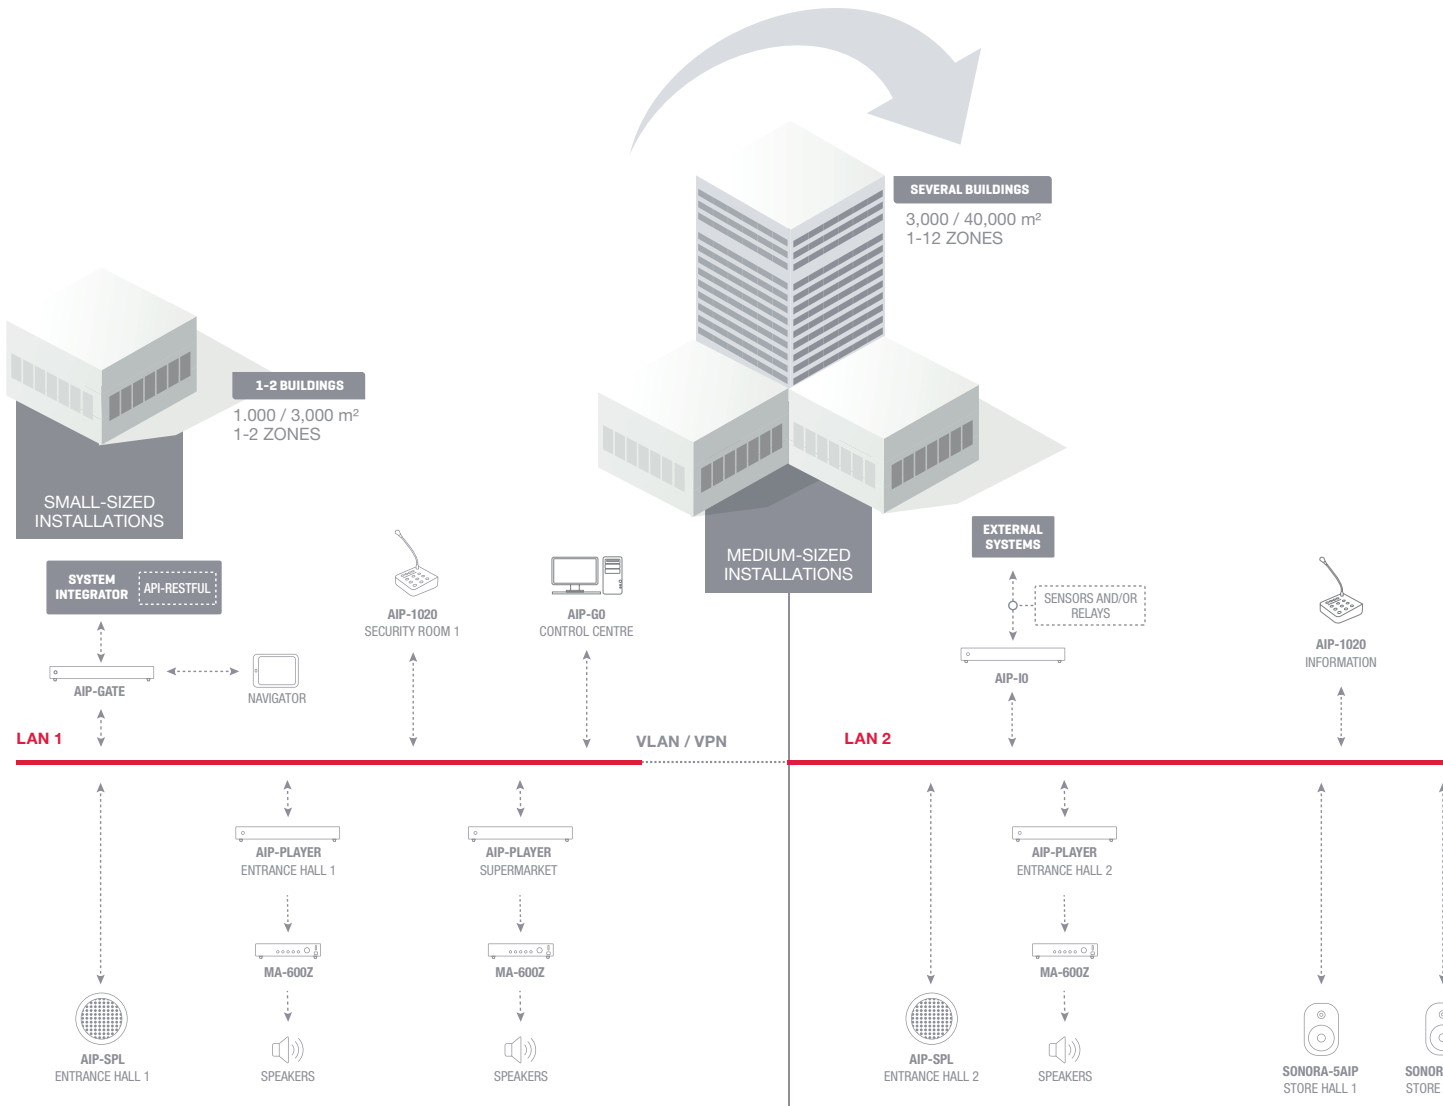 SEVERAL BUILDINGS
3,000 / 40,000 m²
1-12 ZONES
1-2 BUILDINGS
1.000 / 3,000 m²
1-2 ZONES
SMALL-SIZED
INSTALLATIONS
MEDIUM-SIZED
INSTALLATIONS
SYSTEM
INTEGRATOR
API-RESTFUL
AIP-GATE
NAVIGATOR
AIP-1020
SECURITY ROOM 1
AIP-GO
CONTROL CENTRE
EXTERNAL
SYSTEMS
SENSORS AND/OR
RELAYS
AIP-IO
AIP-1020
INFORMATION
LAN 1
VLAN / VPN
LAN 2
AIP-PLAYER
ENTRANCE HALL 1
AIP-PLAYER
SUPERMARKET
AIP-PLAYER
ENTRANCE HALL 2
MA-600Z
MA-600Z
MA-600Z
AIP-SPL
ENTRANCE HALL 1
SPEAKERS
SPEAKERS
AIP-SPL
ENTRANCE HALL 2
SPEAKERS
SONORA-5AIP
STORE HALL 1
STORE